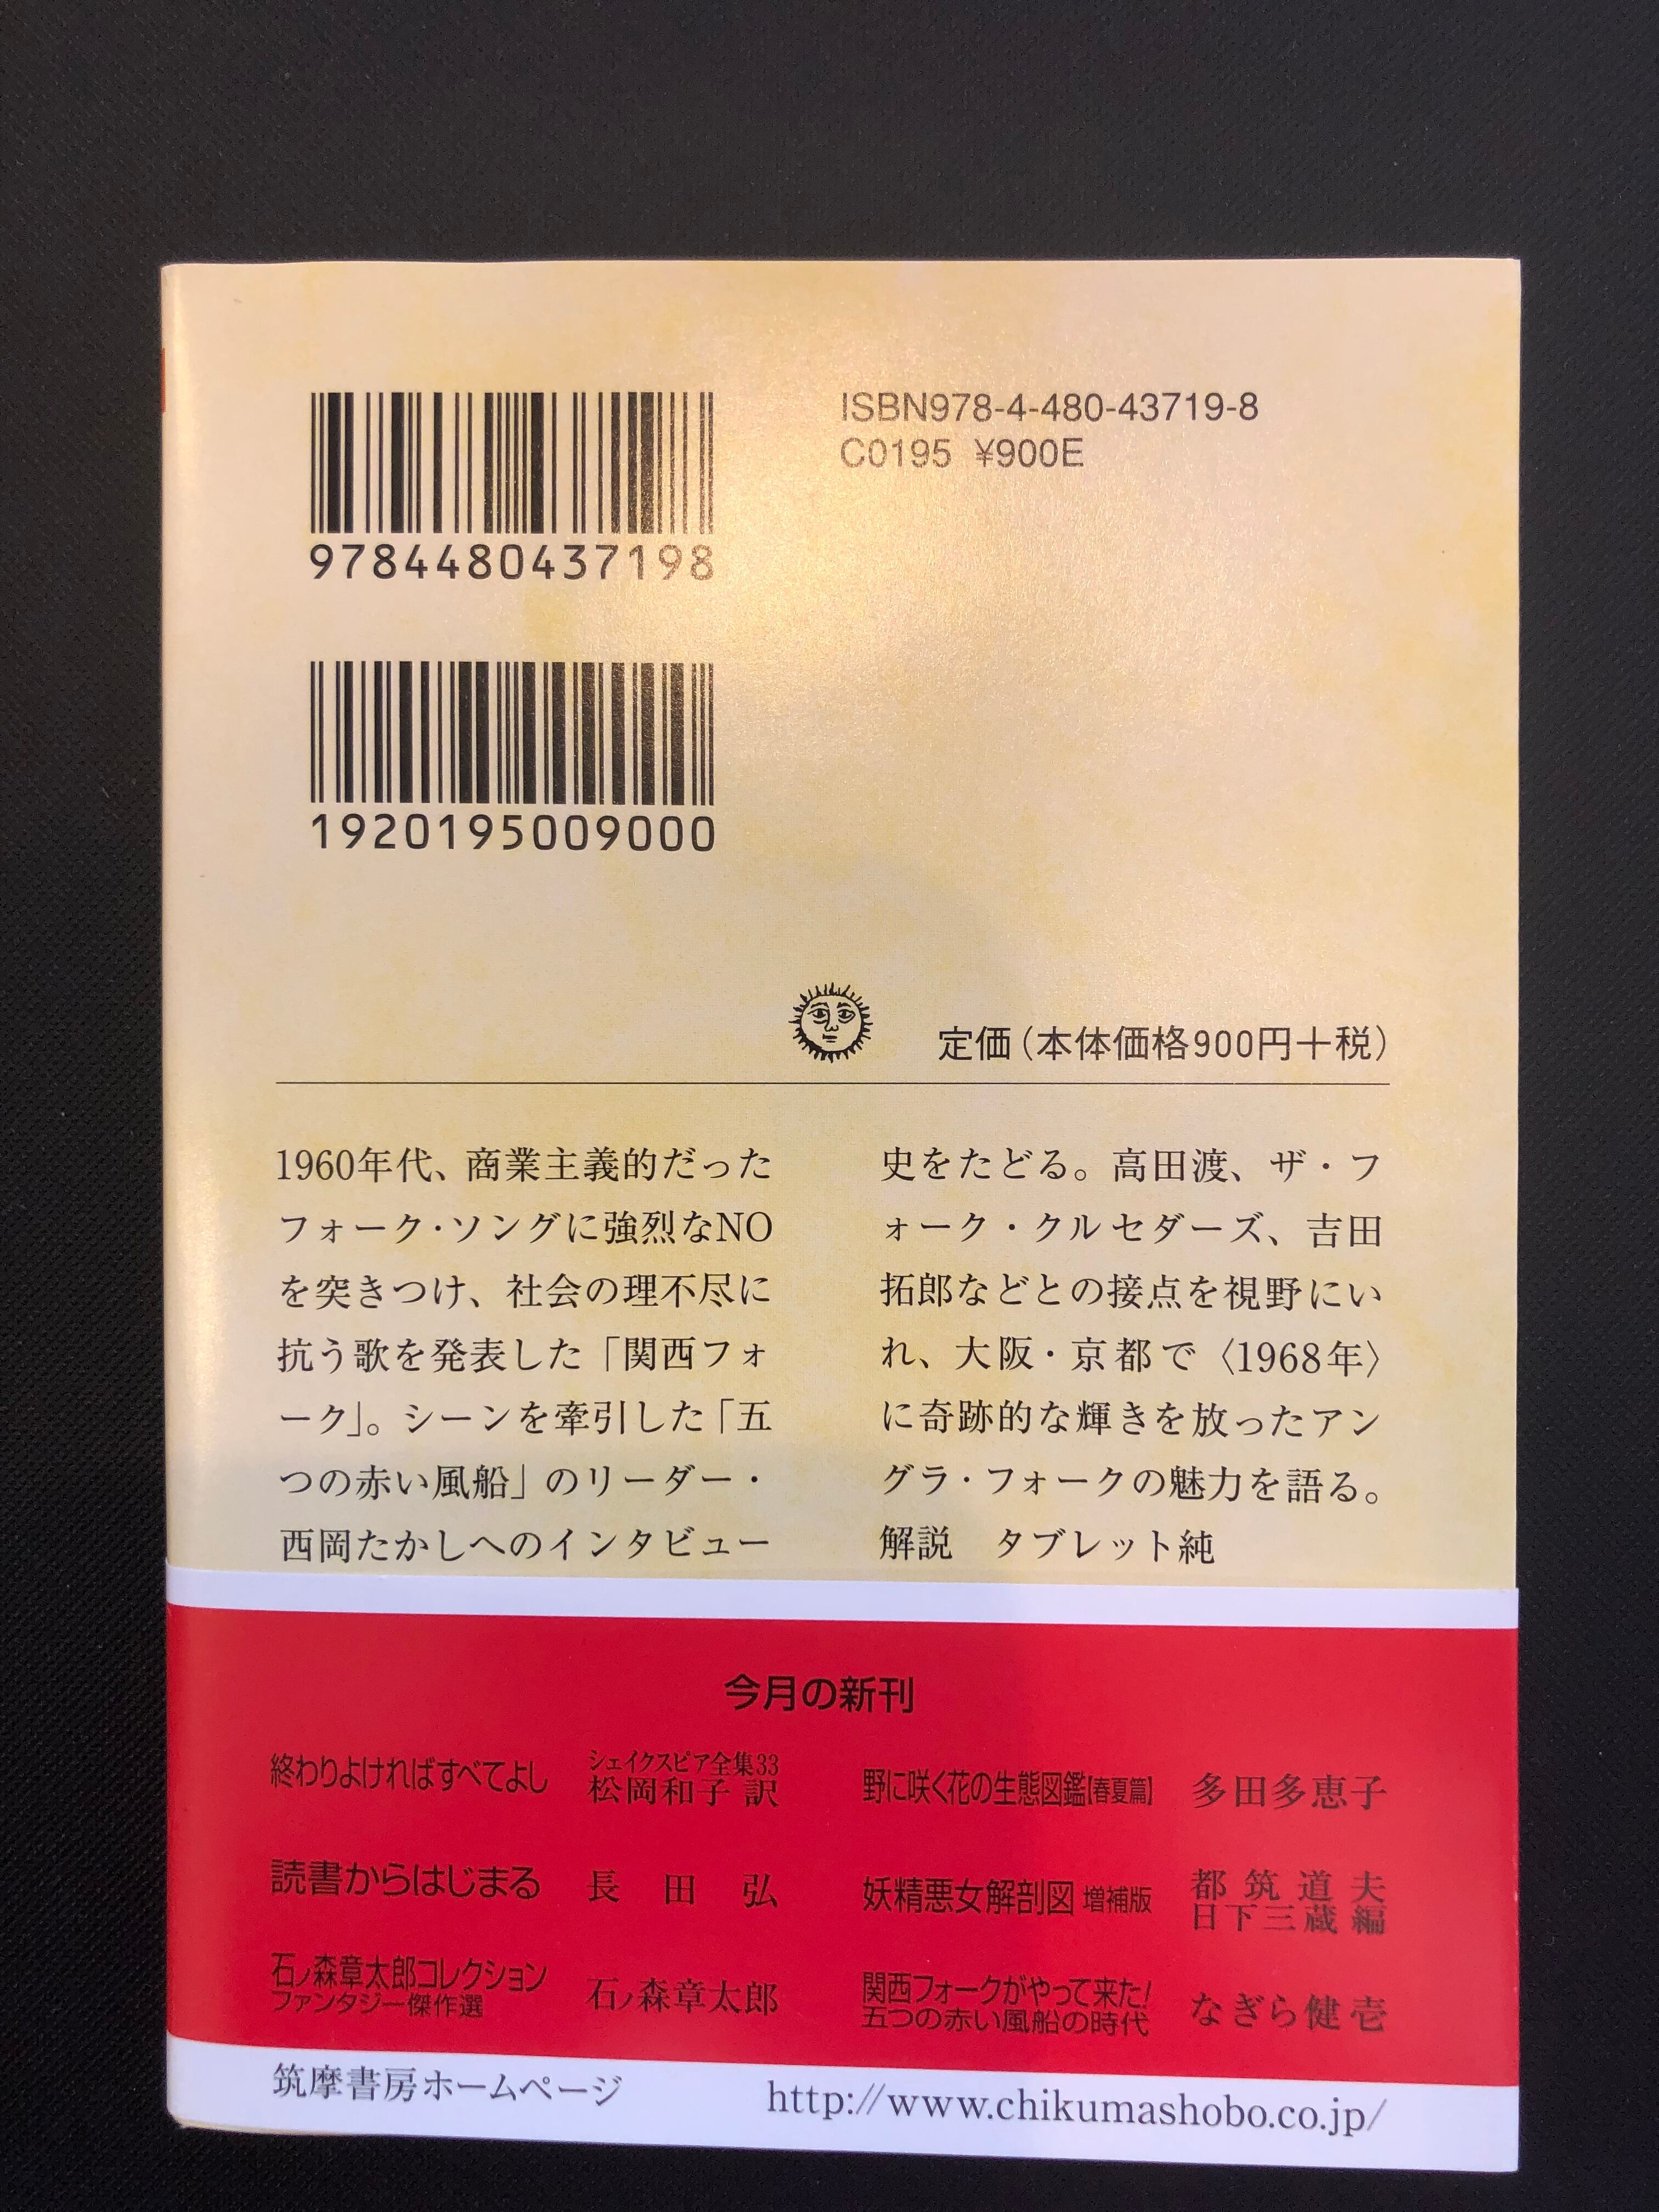 9784480437198
ISBN978-4-480-43719-8
C0195 ¥900E
1920195009000
定価（本体価格900円＋税）
1960年代、商業主義的だった
フォーク・ソングに強烈なNO
を突きつけ、社会の理不尽に
抗う歌を発表した「関西フォ
ーク」。シーンを牽引した「五
つの赤い風船」のリーダー・
西岡たかしへのインタビュー
史をたどる。高田渡、ザ・フ
ォーク・クルセダーズ、吉田
拓郎などとの接点を視野にい
れ、大阪・京都で〈1968年〉
に奇跡的な輝きを放ったアン
グラ・フォークの魅力を語る。
解説　タブレット純
今月の新刊
終わりよければすべてよし
シェイクスピア全集33
松岡和子 訳
読書からはじまる
長田弘
石ノ森章太郎コレクション
ファンタジー傑作選
石ノ森章太郎
野に咲く花の生態図鑑【春夏篇】
多田多恵子
妖精悪女解剖図 増補版
都筑道夫
日下三蔵 編
関西フォークがやって来た!
五つの赤い風船の時代
なぎら健壱
筑摩書房ホームページ
http://www.chikumashobo.co.jp/